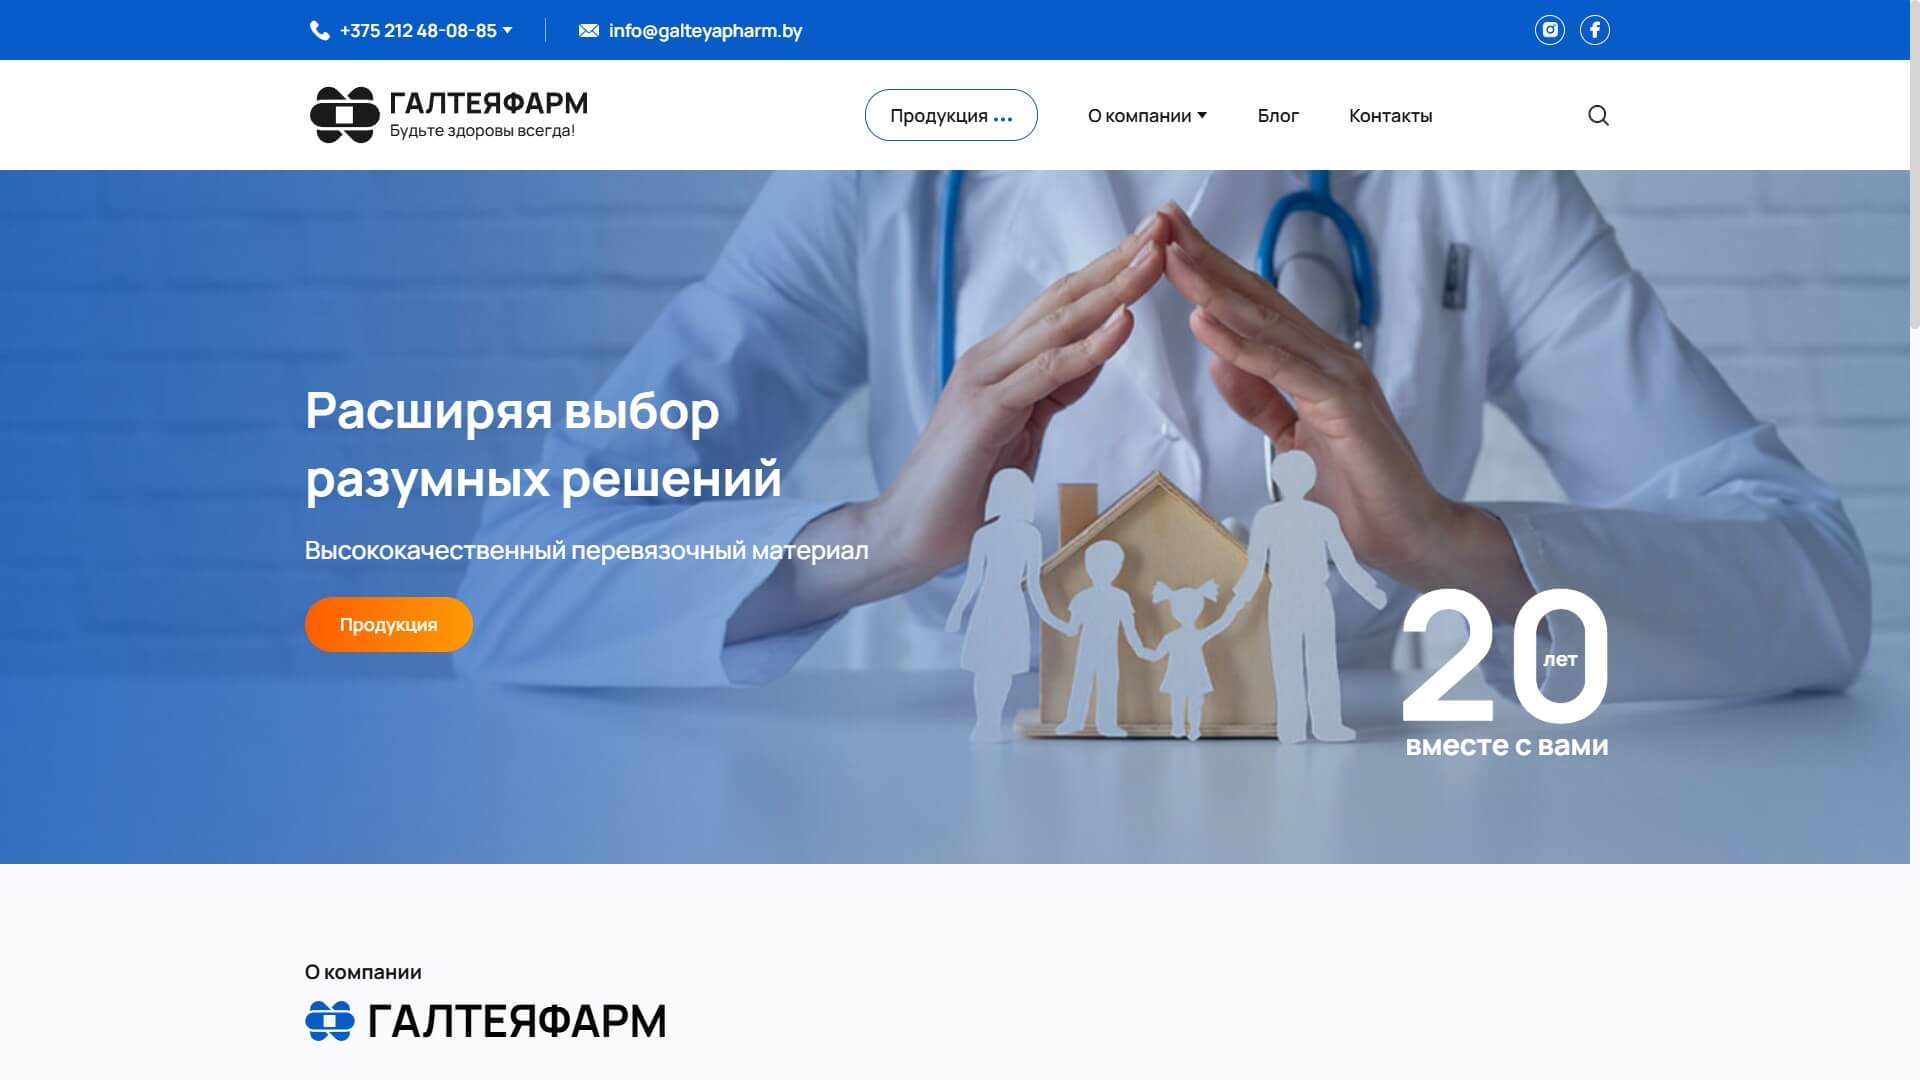 +375 212 48-08-85
info@galteyapharm.by
ГАЛТЕЯФАРМ
Будьте здоровы всегда!
Продукция ...
О компании
Блог
Контакты
Расширяя выбор
разумных решений
Высококачественный перевязочный материал
Продукция
20
лет
вместе с вами
О компании
ГАЛТЕЯФАРМ